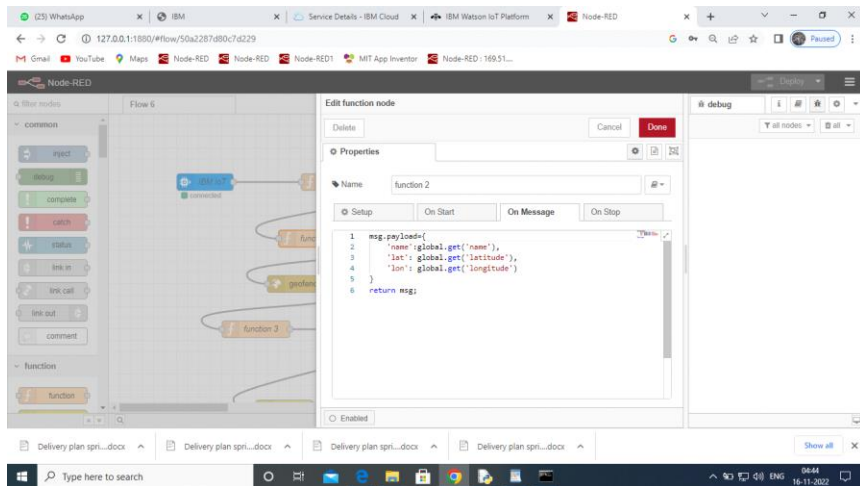 (25) WhatsApp
IBM
Service Details - IBM Cloud
IBM Watson IoT Platform
Node-RED
127.0.0.1:1880/#flow/50a2287d80c7d229
Paused
Gmail
YouTube
Maps
Node-RED
Node-RED
Node-RED1
MIT App Inventor
Node-RED : 169.51....
Node-RED
Deploy
filter nodes
Flow 6
Edit function node
debug
common
Delete
Cancel
Done
all nodes
all
inject
Properties
debug
IBM IoT
Name
function 2
connected
complete
Setup
On Start
On Message
On Stop
catch
func
1 msg.payload={
2 'name':global.get('name'),
3 'lat': global.get('latitude'),
4 'lon': global.get('longitude')
5 }
6 return msg;
status
link in
geofenc
link call
link out
function 3
comment
function
function
Enabled
Delivery plan spri....docx
Delivery plan spri....docx
Delivery plan spri....docx
Delivery plan spri....docx
Show all
Type here to search
ENG
04:44
16-11-2022